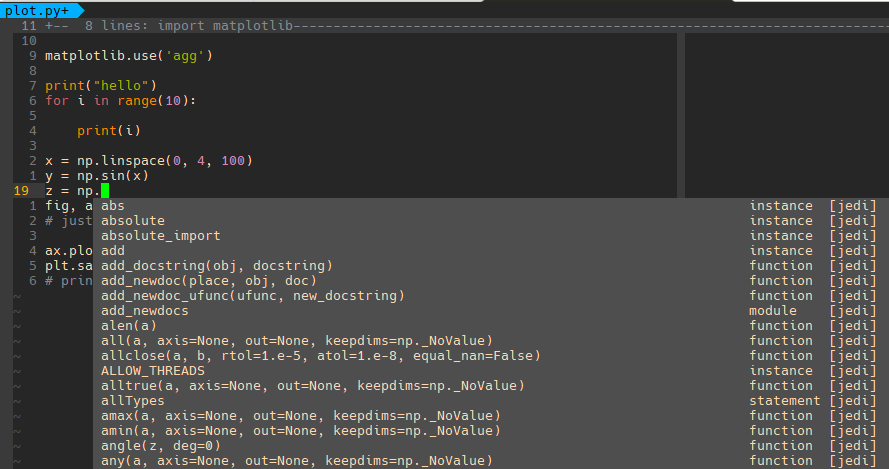 plot.py+
11 +-- 8 lines: import matplotlib--------------------------------------------------------------------------
10
9 matplotlib.use('agg')
8
7 print("hello")
6 for i in range(10):
5
4     print(i)
3
2 x = np.linspace(0, 4, 100)
1 y = np.sin(x)
19 z = np.
1 fig, a abs instance [jedi]
2 # just absolute instance [jedi]
3 absolute_import instance [jedi]
4 ax.plo add instance [jedi]
5 plt.sa add_docstring(obj, docstring) function [jedi]
6 # prin add_newdoc(place, obj, doc) function [jedi]
~ add_newdoc_ufunc(ufunc, new_docstring) function [jedi]
~ add_newdocs module [jedi]
~ alen(a) function [jedi]
~ all(a, axis=None, out=None, keepdims=np._NoValue) function [jedi]
~ allclose(a, b, rtol=1.e-5, atol=1.e-8, equal_nan=False) function [jedi]
~ ALLOW_THREADS instance [jedi]
~ alltrue(a, axis=None, out=None, keepdims=np._NoValue) function [jedi]
~ allTypes statement [jedi]
~ amax(a, axis=None, out=None, keepdims=np._NoValue) function [jedi]
~ amin(a, axis=None, out=None, keepdims=np._NoValue) function [jedi]
~ angle(z, deg=0) function [jedi]
~ any(a, axis=None, out=None, keepdims=np._NoValue) function [jedi]